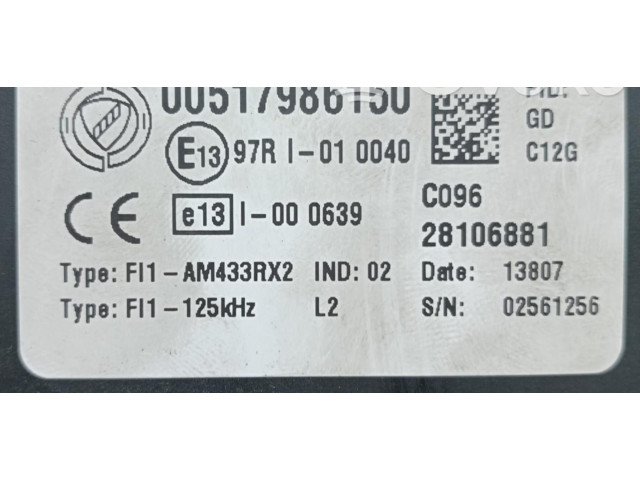 00517986150
GD
E13 97R I-01 0040
C12G
C096
CE e13 I-00 0639
28106881
Type: FI1-AM433RX2 IND: 02 Date: 13807
Type: FI1-125kHz L2 S/N: 02561256